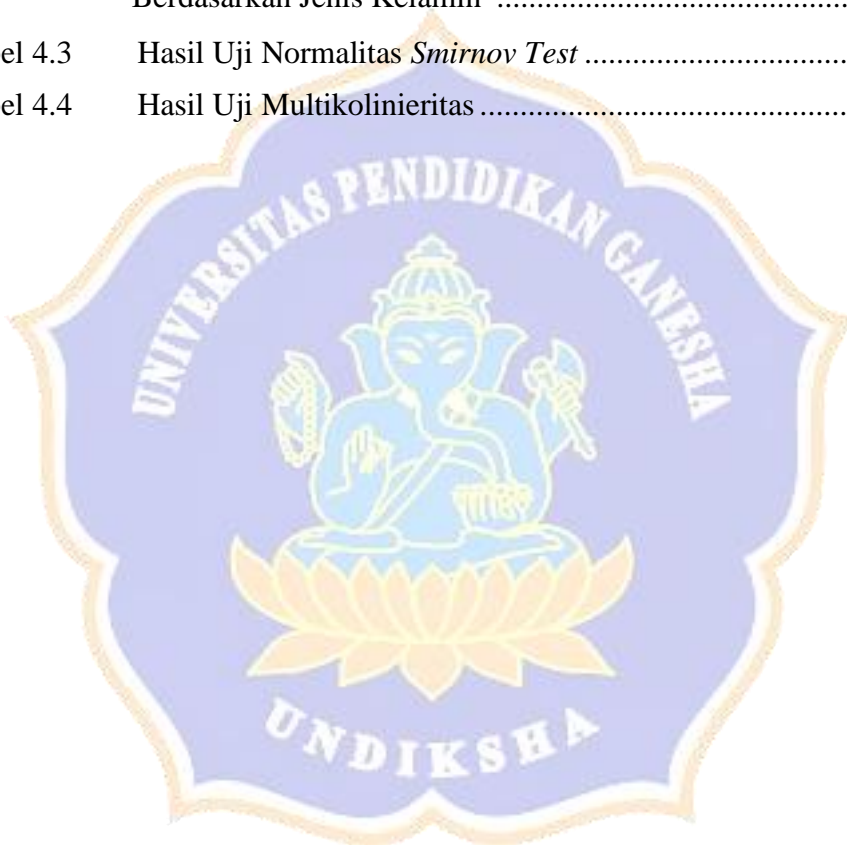 Berdasarkan Jenis Kelamin ........................................
el 4.3 Hasil Uji Normalitas Smirnov Test ..............................
el 4.4 Hasil Uji Multikolinieritas ..........................................
UNIVERSITAS PENDIDIKAN GANESHA
UNDIKSHA